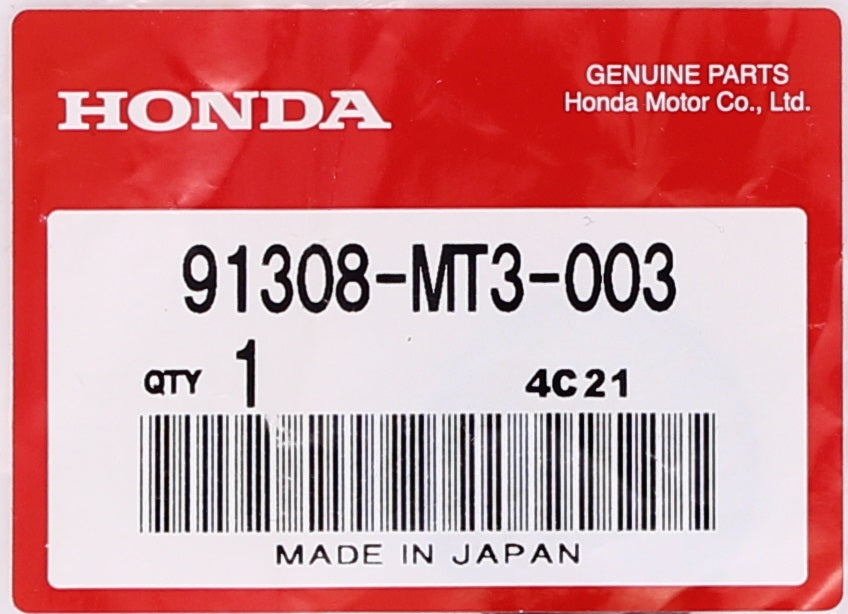 HONDA
GENUINE PARTS
Honda Motor Co., Ltd.
91308-MT3-003
QTY 1 4C21
MADE IN JAPAN